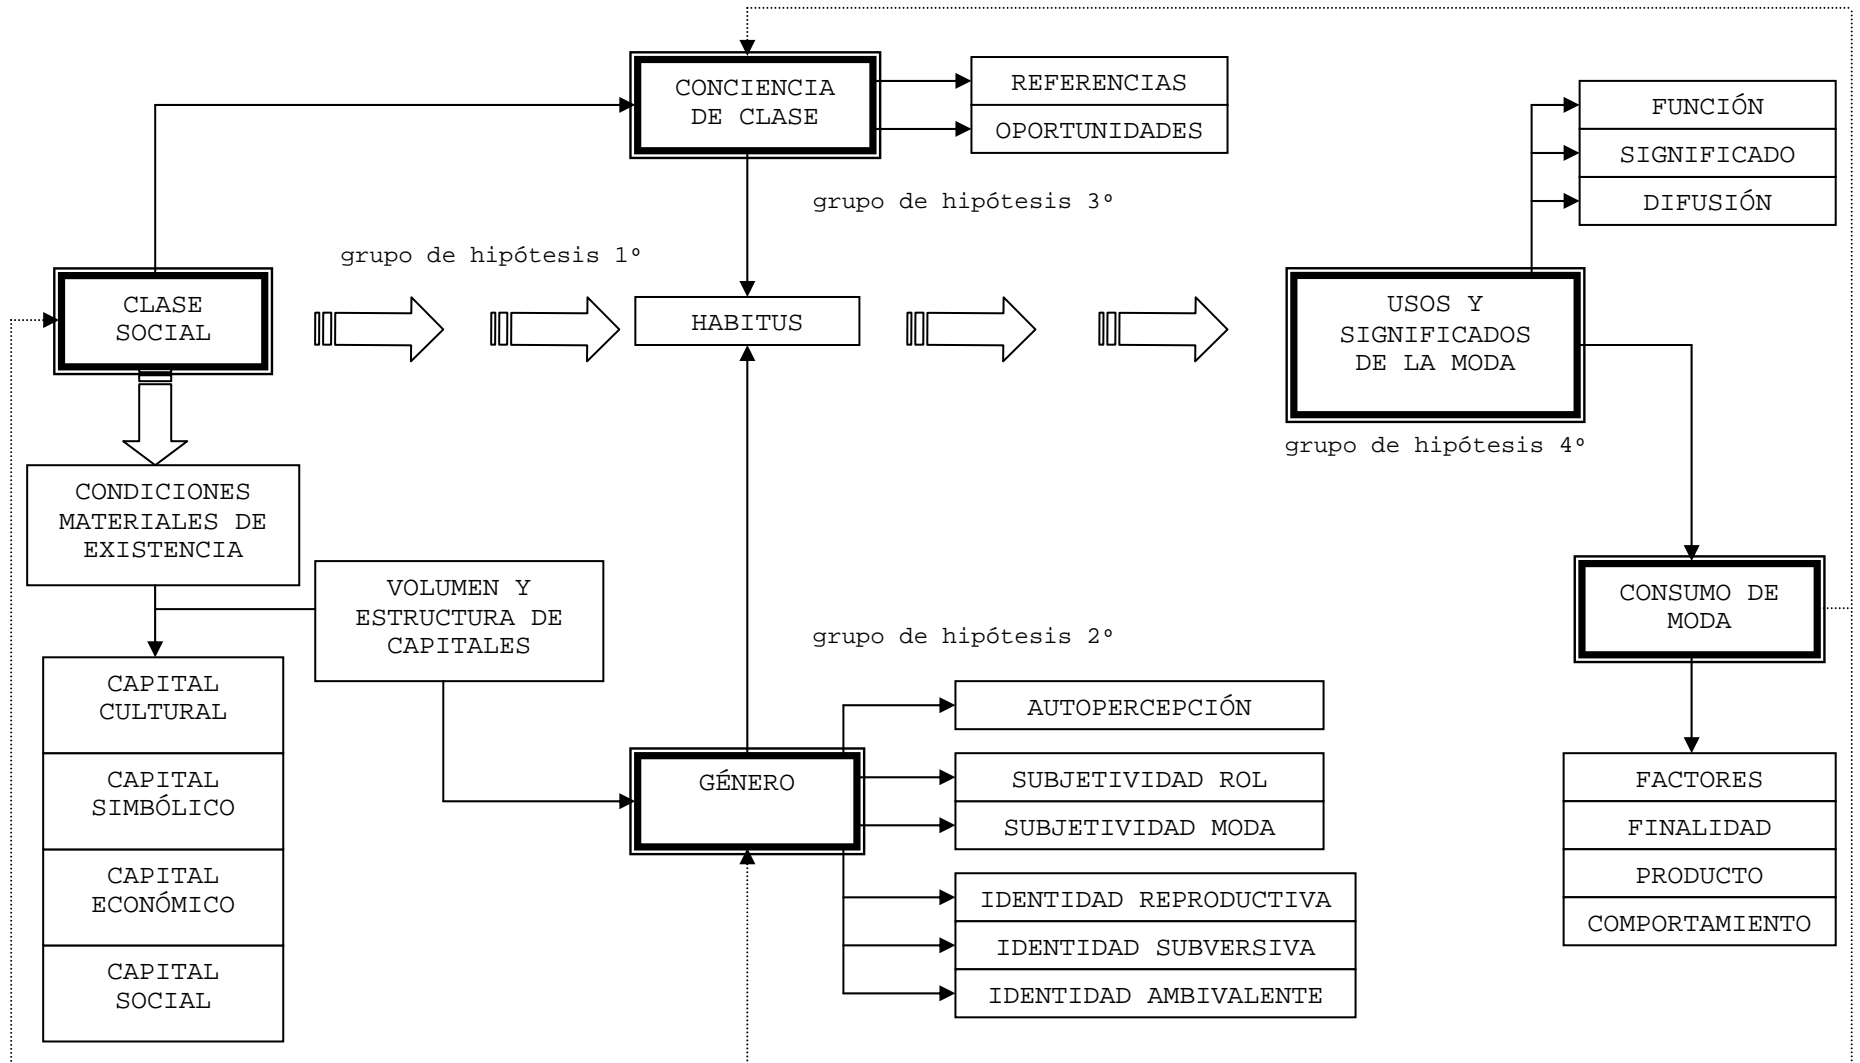 CONCIENCIA
DE CLASE
REFERENCIAS
OPORTUNIDADES
FUNCIÓN
SIGNIFICADO
DIFUSIÓN
grupo de hipótesis 3º
grupo de hipótesis 1º
CLASE
SOCIAL
HABITUS
USOS Y
SIGNIFICADOS
DE LA MODA
grupo de hipótesis 4º
CONDICIONES
MATERIALES DE
EXISTENCIA
VOLUMEN Y
ESTRUCTURA DE
CAPITALES
CONSUMO DE
MODA
grupo de hipótesis 2º
CAPITAL
CULTURAL
CAPITAL
SIMBÓLICO
CAPITAL
ECONÓMICO
CAPITAL
SOCIAL
GÉNERO
AUTOPERCEPCIÓN
SUBJETIVIDAD ROL
SUBJETIVIDAD MODA
IDENTIDAD REPRODUCTIVA
IDENTIDAD SUBVERSIVA
IDENTIDAD AMBIVALENTE
FACTORES
FINALIDAD
PRODUCTO
COMPORTAMIENTO